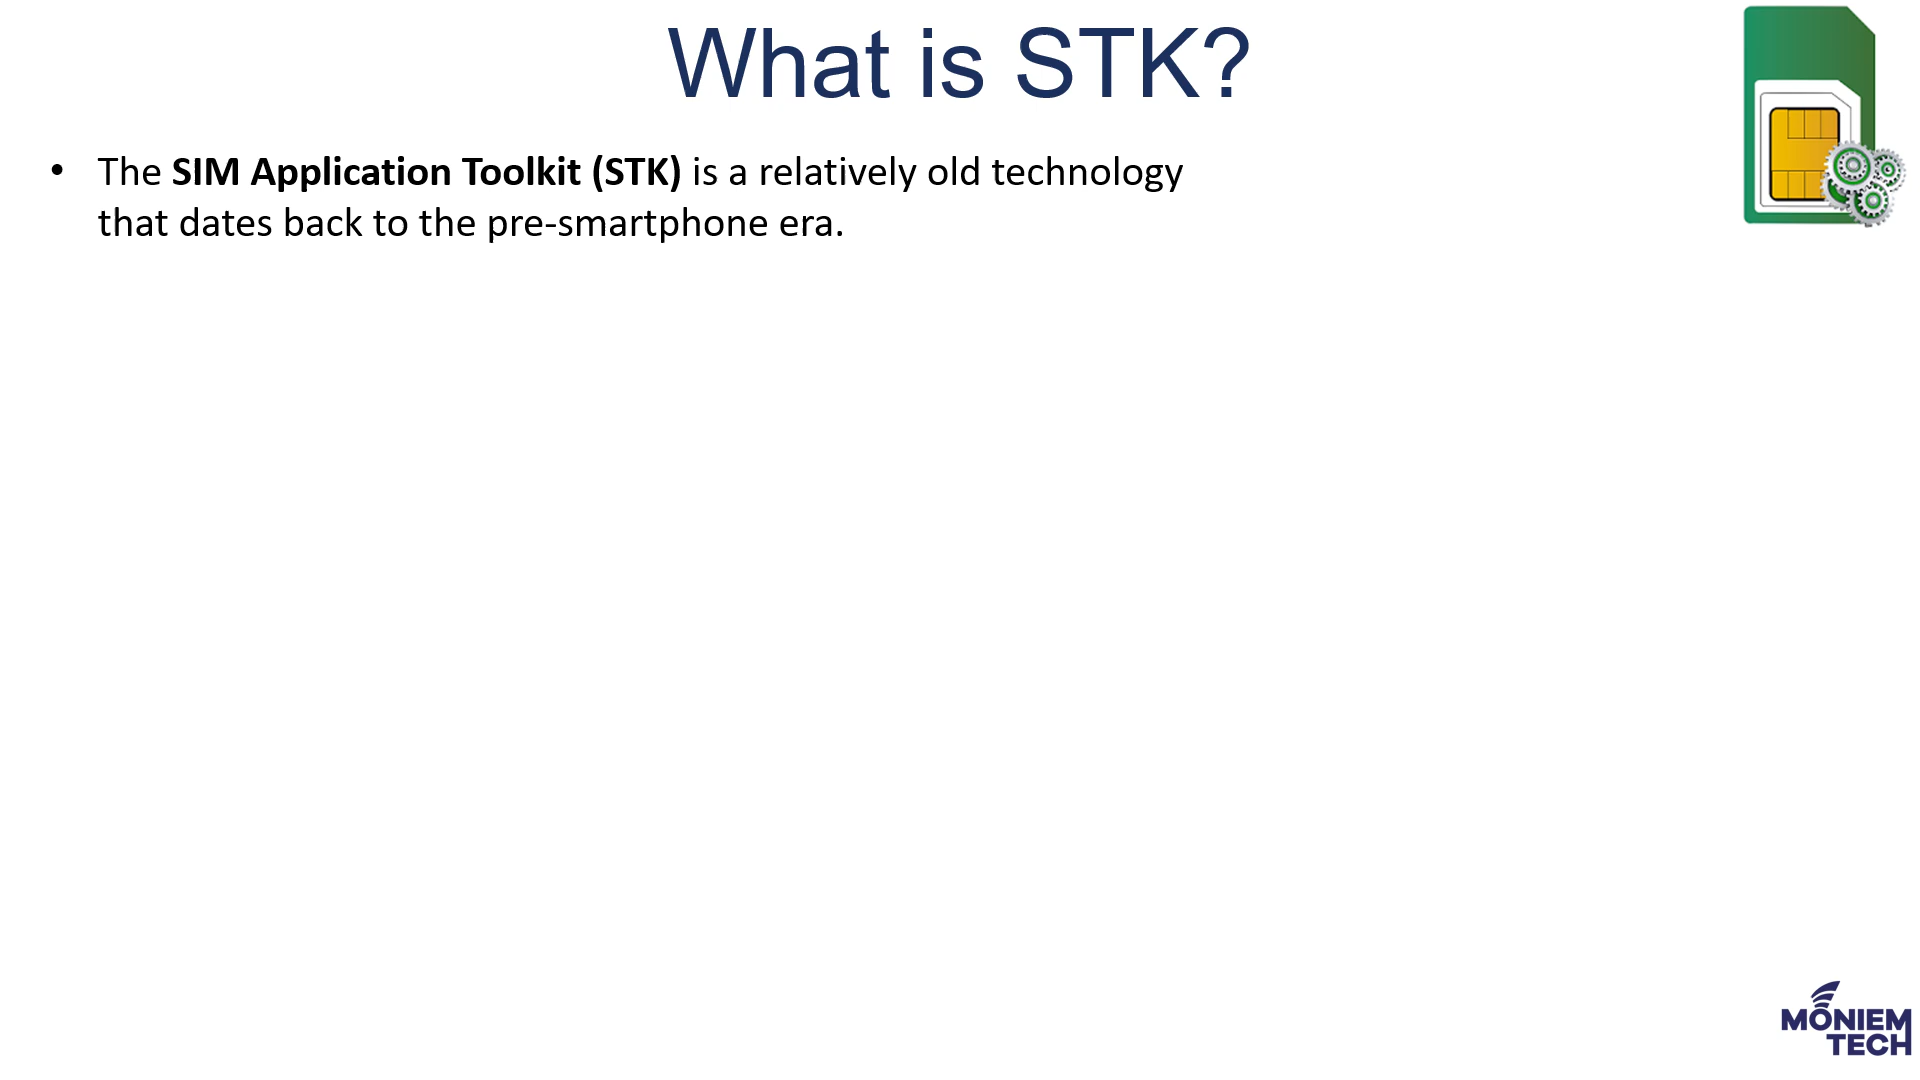 What is STK?
• The SIM Application Toolkit (STK) is a relatively old technology
that dates back to the pre-smartphone era.
MONIEM
TECH